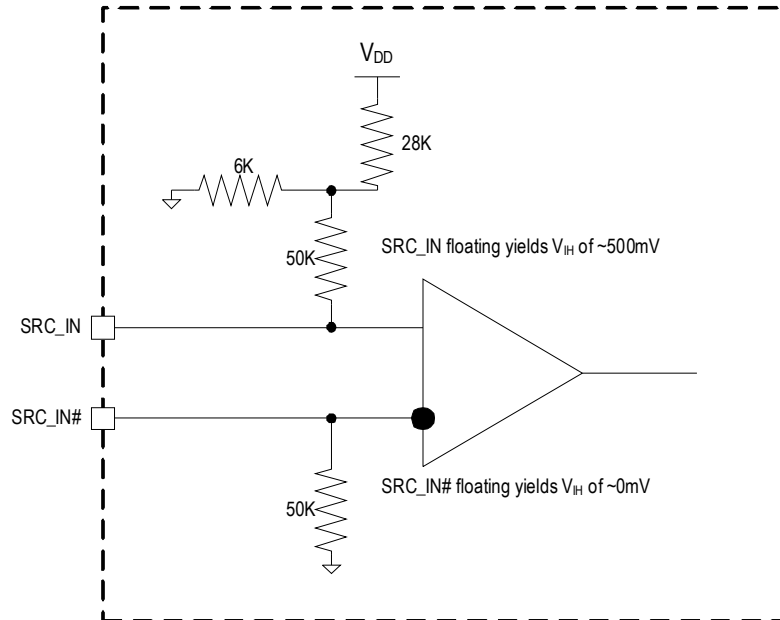 VDD
28K
6K
50K
SRC_IN floating yields VIH of ~500mV
SRC_IN
SRC_IN#
SRC_IN# floating yields VIH of ~0mV
50K